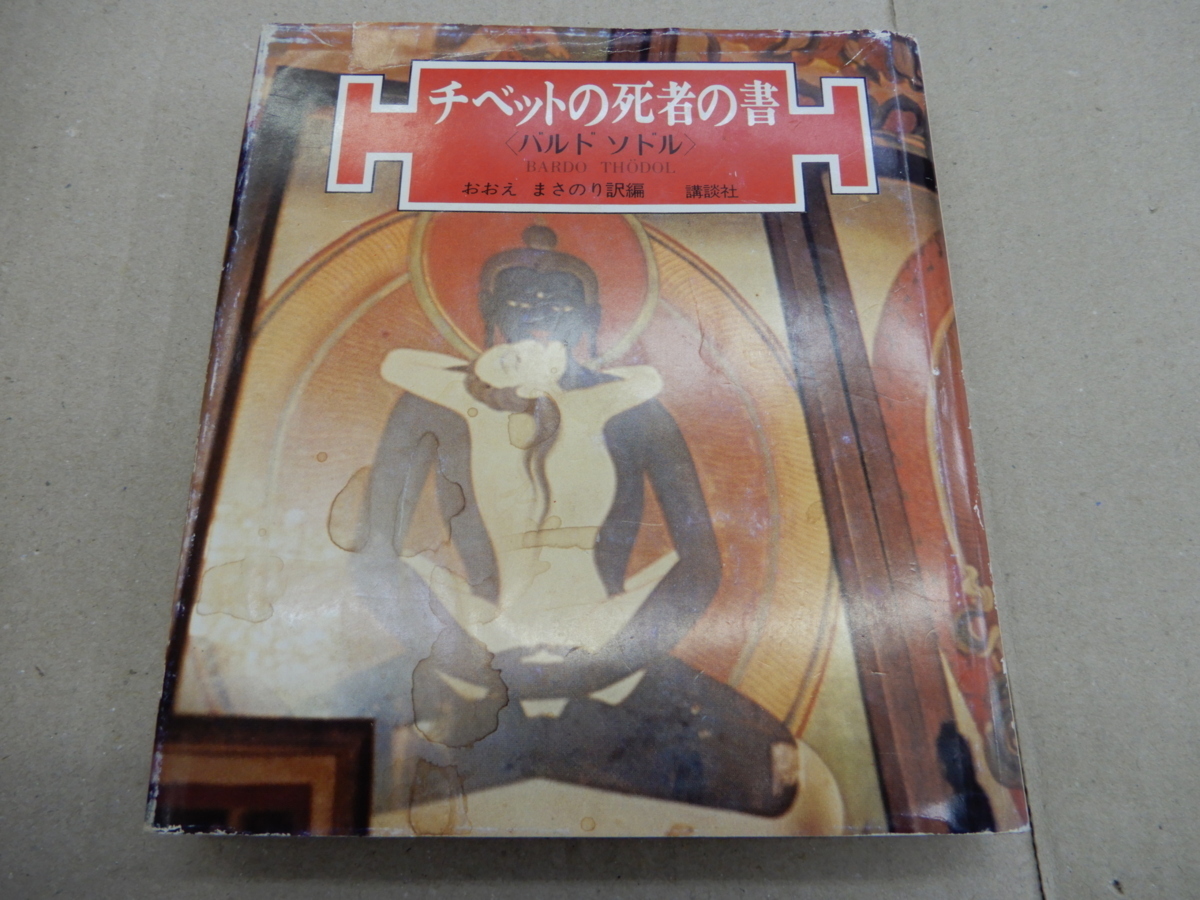 チベットの死者の書
〈バルド ソドル〉
BARDO THÖDOL
おおえ まさのり訳編 講談社